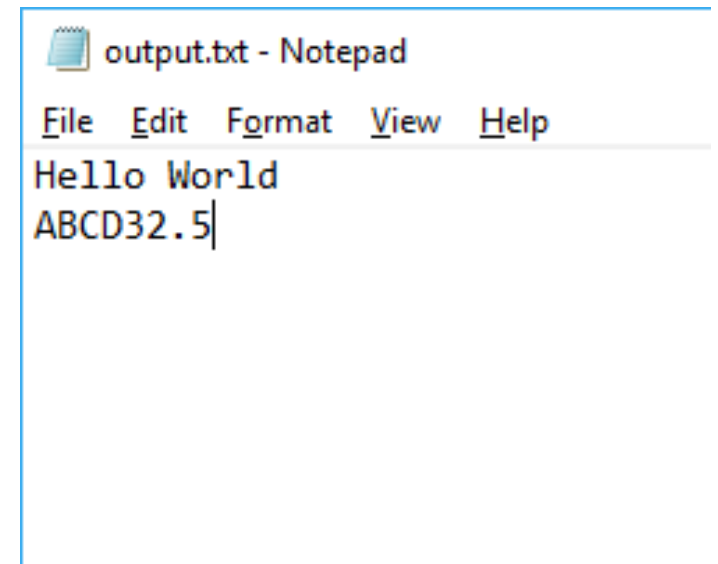 output.txt - Notepad
File Edit Format View Help
Hello World
ABCD32.5